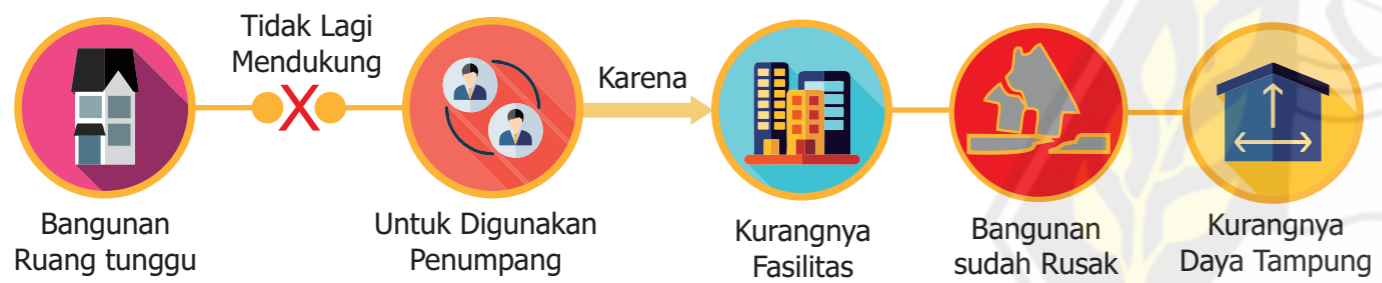 Bangunan
Ruang tunggu
Tidak Lagi
Mendukung
X
Untuk Digunakan
Penumpang
Karena
Kurangnya
Fasilitas
Bangunan
sudah Rusak
Kurangnya
Daya Tampung